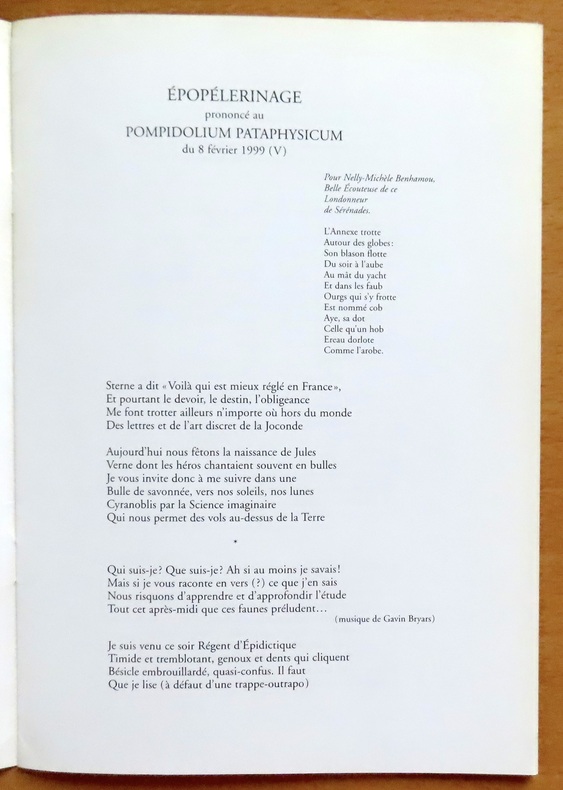 ÉPOPÉLERINAGE
prononcé au
POMPIDOLIUM PATAPHYSICUM
du 8 février 1999 (V)
Pour Nelly-Michèle Benhamou,
Belle Écouteuse de ce
Londonneur
de Sérénades.
L'Annexe trotte
Autour des globes :
Son blason flotte
Du soir à l'aube
Au mât du yacht
Et dans les faub
Ourgs qui s'y frotte
Est nommé cob
Aye, sa dot
Celle qu'un hob
Ereau dorlote
Comme l'arobe.
Sterne a dit « Voilà qui est mieux réglé en France »,
Et pourtant le devoir, le destin, l'obligeance
Me font trotter ailleurs n'importe où hors du monde
Des lettres et de l'art discret de la Joconde
Aujourd'hui nous fêtons la naissance de Jules
Verne dont les héros chantaient souvent en bulles
Je vous invite donc à me suivre dans une
Bulle de savonnée, vers nos soleils, nos lunes
Cyranoblis par la Science imaginaire
Qui nous permet des vols au-dessus de la Terre
*
Qui suis-je ? Que suis-je ? Ah si au moins je savais !
Mais si je vous raconte en vers (?) ce que j'en sais
Nous risquons d'apprendre et d'approfondir l'étude
Tout cet après-midi que ces faunes préludent…
(musique de Gavin Bryars)
Je suis venu ce soir Régent d'Épidictique
Timide et tremblotant, genoux et dents qui cliquent
Bésicle embrouillardé, quasi-confus. Il faut
Que je lise (à défaut d'une trappe-outrapo)